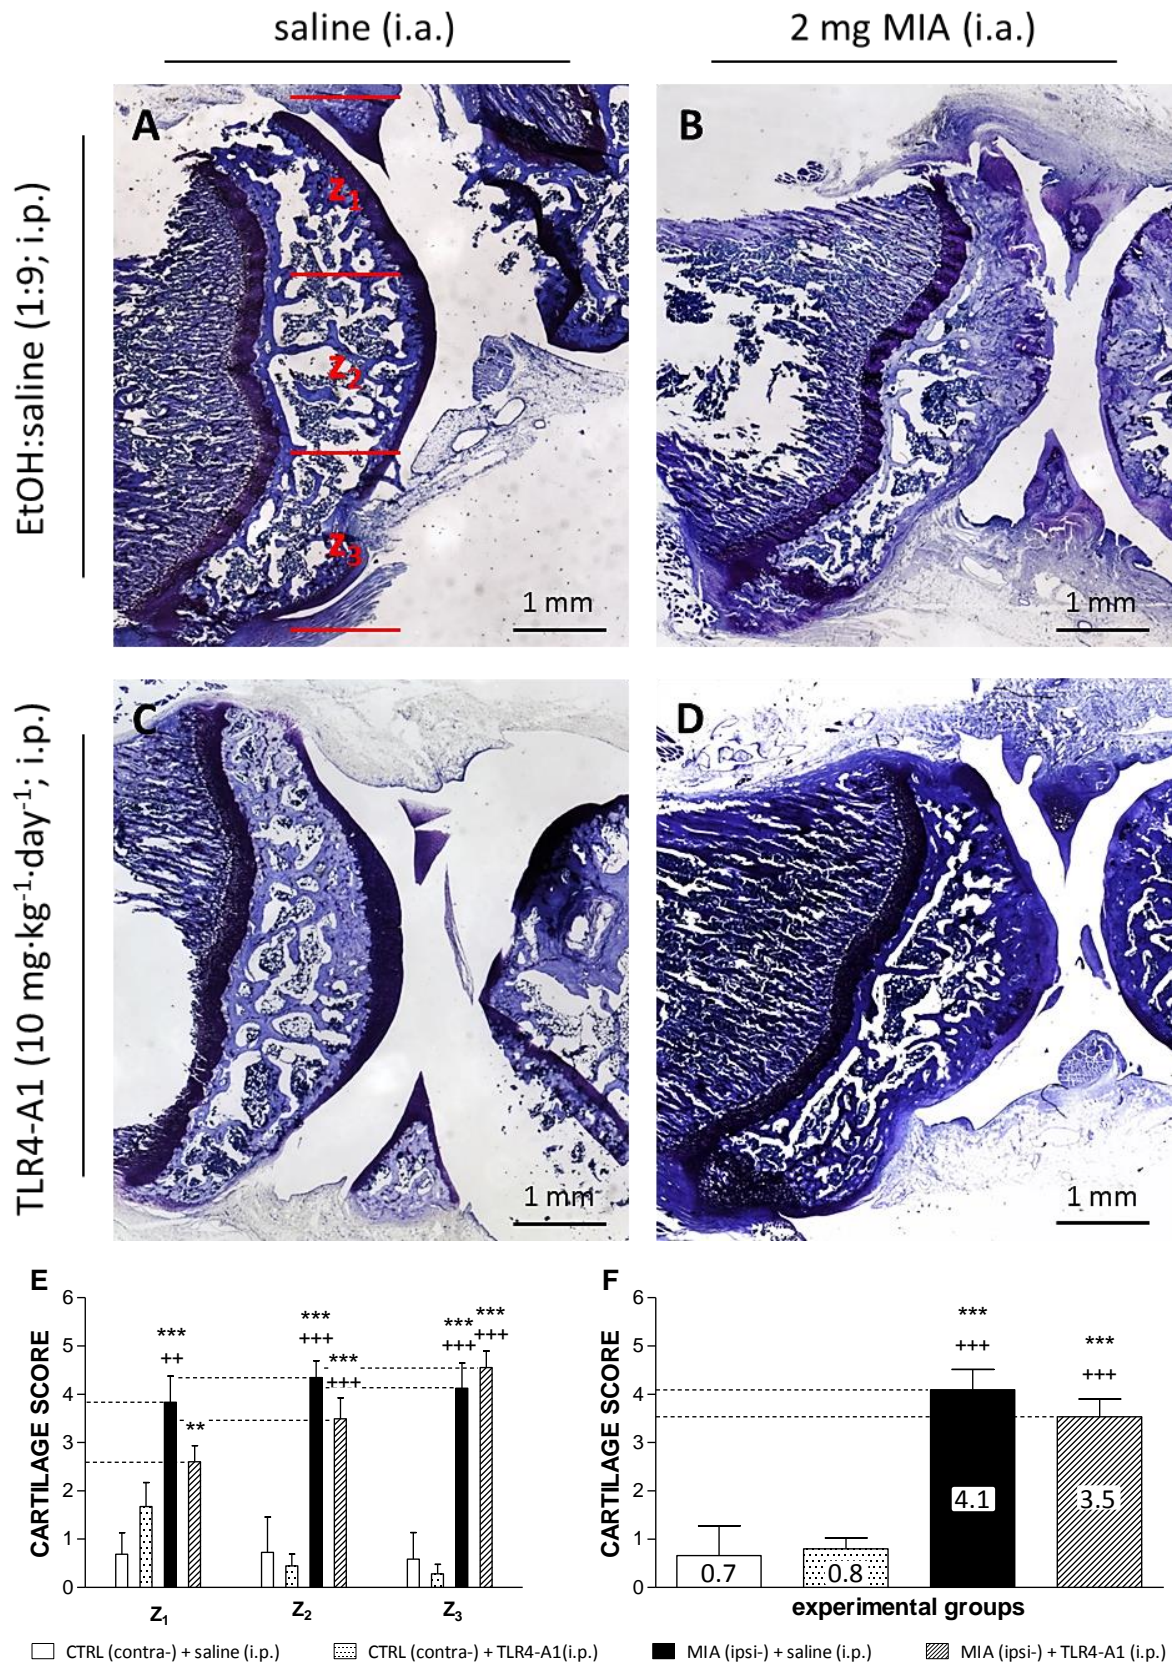 saline (i.a.)
2 mg MIA (i.a.)
EtOH:saline (1:9; i.p.)
A
z1
z2
z3
1 mm
B
1 mm
TLR4-A1 (10 mg·kg⁻¹·day⁻¹; i.p.)
C
1 mm
D
1 mm
E
CARTILAGE SCORE
6
5
4
3
2
1
0
***
++
**
***
+++
***
+++
***
+++
***
+++
Z₁
Z₂
Z₃
F
CARTILAGE SCORE
6
5
4
3
2
1
0
***
+++
***
+++
0.7
0.8
4.1
3.5
experimental groups
CTRL (contra-) + saline (i.p.)
CTRL (contra-) + TLR4-A1(i.p.)
MIA (ipsi-) + saline (i.p.)
MIA (ipsi-) + TLR4-A1 (i.p.)